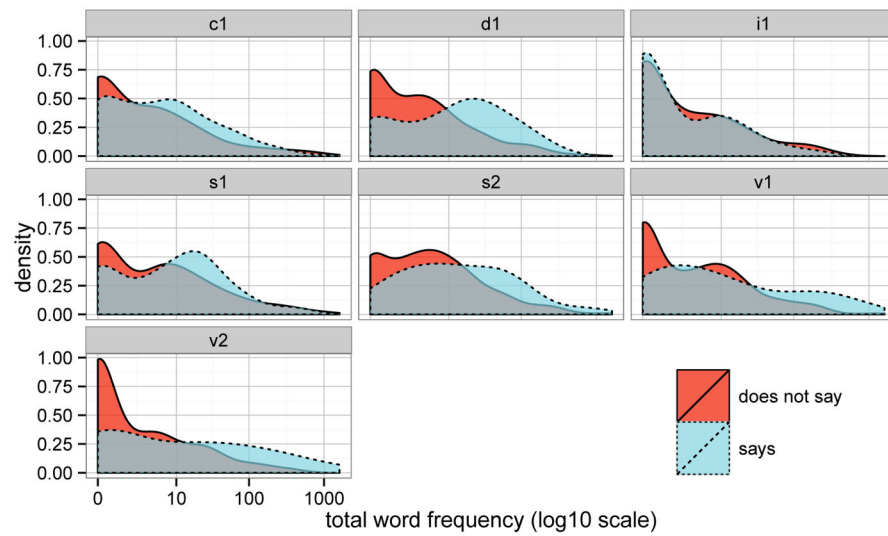 c1
d1
i1
1.00
0.75
0.50
0.25
0.00
s1
s2
v1
1.00
0.75
0.50
0.25
0.00
density
v2
1.00
0.75
0.50
0.25
0.00
does not say
says
0
10
100
1000
total word frequency (log10 scale)